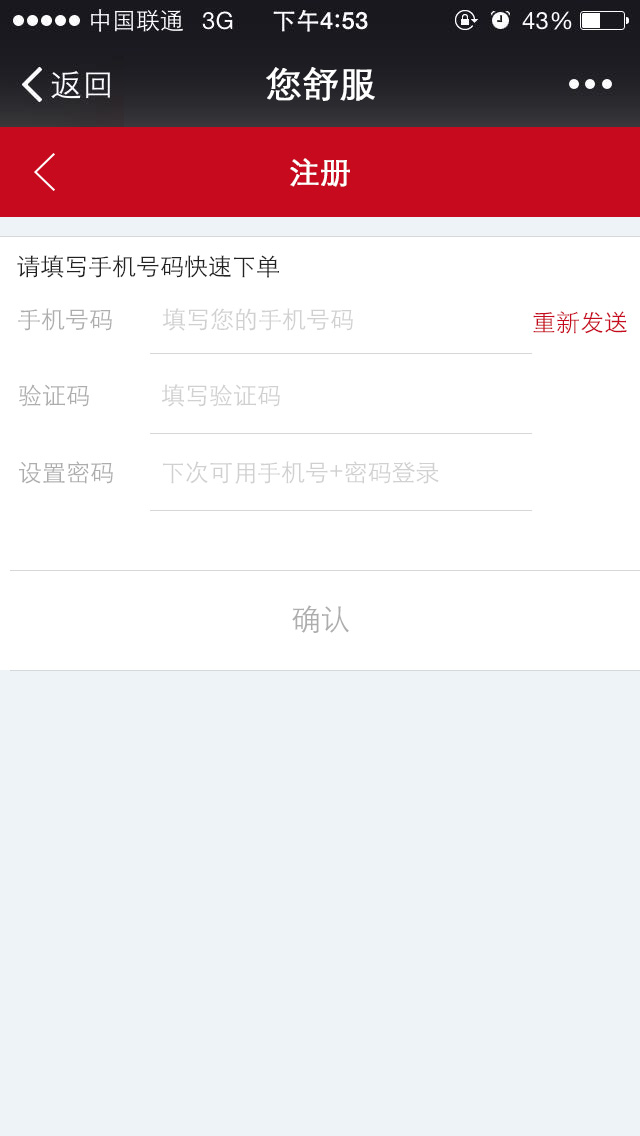 中国联通 3G 下午4:53 43%
返回 您舒服
注册
请填写手机号码快速下单
手机号码 填写您的手机号码 重新发送
验证码 填写验证码
设置密码 下次可用手机号+密码登录
确认